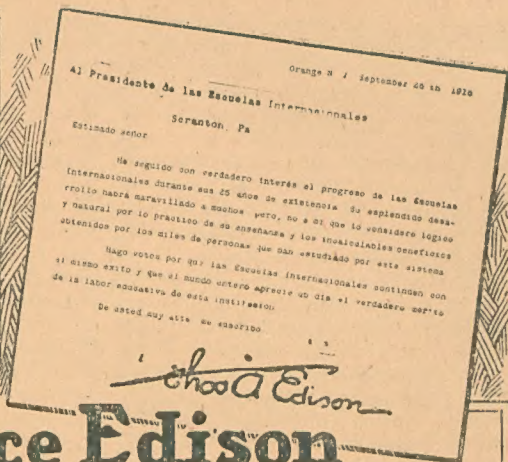 Orange N J September 26 th 1916
Al Presidente de las Escuelas Internacionales
Scranton, Pa
Estimado señor
Ha seguido con verdadero interés el progreso de las Escuelas
Internacionales durante sus 25 años de existencia Su esplendido desa-
rrollo habrá maravillado a muchos pero, no a mi que lo considero lógico
y natural por lo práctico de su enseñanza y los incalculables beneficios
obtenidos por los miles de personas que han estudiado por este sistema
Hago votos por que las Escuelas Internacionales continuen con
el mismo exito y que el mundo entero aprecie un dia el verdadero merito
de la labor educativa de esta institucion
De usted muy atto me suscribo
Thos A Edison
ce Edison